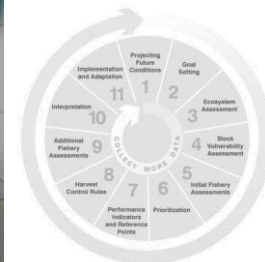 Projecting
Future
Conditions
1
Goal
Setting
2
Ecosystem
Assessment
3
Stock
Vulnerability
Assessment
4
Initial Fishery
Assessments
5
Prioritization
6
Performance
Indicators
and Reference
Points
7
Harvest
Control Rules
8
Additional
Fishery
Assessments
9
Interpretation
10
Implementation
and Adaptation
11
COLLECT MORE DATA